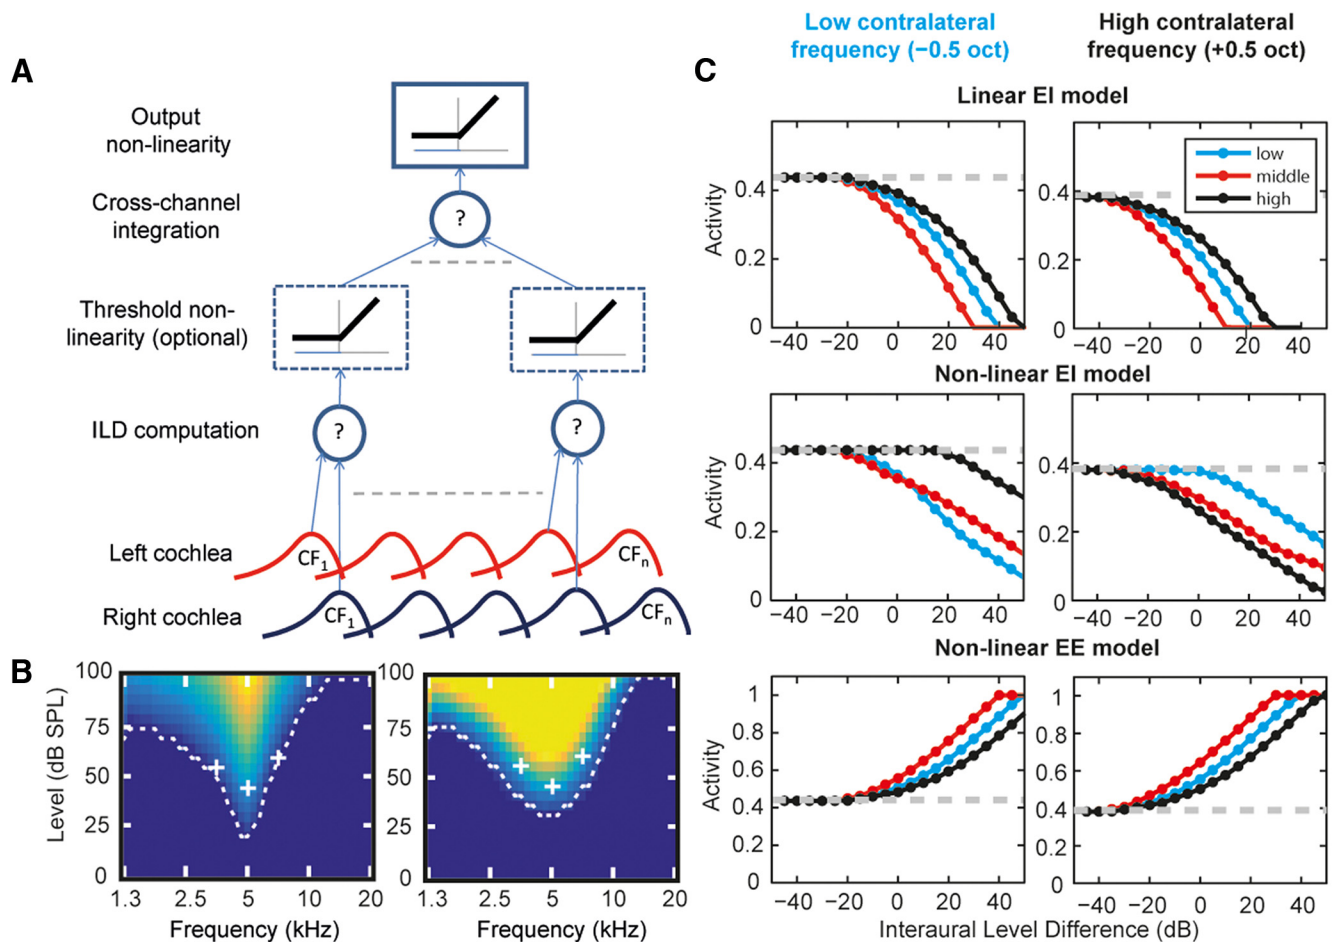 A
Output
non-linearity
Cross-channel
integration
?
Threshold non-
linearity (optional)
ILD computation
?
?
Left cochlea
CF1
CFn
Right cochlea
CF1
CFn
B
Level (dB SPL)
100
75
50
25
0
1.3
2.5
5
10
20
Frequency (kHz)
100
75
50
25
0
1.3
2.5
5
10
20
Frequency (kHz)
C
Low contralateral
frequency (−0.5 oct)
High contralateral
frequency (+0.5 oct)
Linear EI model
Activity
0.4
0.2
0
−40
−20
0
20
40
0.4
0.2
0
−40
−20
0
20
40
low
middle
high
Non-linear EI model
Activity
0.4
0.2
0
−40
−20
0
20
40
0.4
0.2
0
−40
−20
0
20
40
Non-linear EE model
Activity
1
0.8
0.6
0.4
0.2
0
−40
−20
0
20
40
1
0.8
0.6
0.4
0.2
0
−40
−20
0
20
40
Interaural Level Difference (dB)